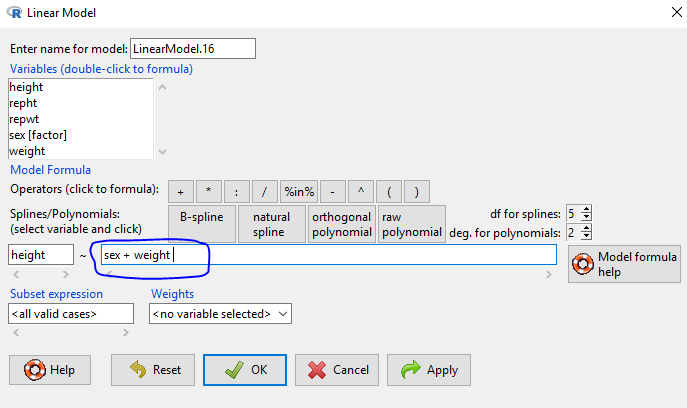 Linear Model
Enter name for model: LinearModel.16
Variables (double-click to formula)
height
repht
repwt
sex [factor]
weight
Model Formula
Operators (click to formula): + * : / %in% - ^ ( )
Splines/Polynomials:
(select variable and click)
B-spline
natural
spline
orthogonal
polynomial
raw
polynomial
df for splines: 5
deg. for polynomials: 2
height ~ sex + weight
Model formula
help
Subset expression Weights
<all valid cases> <no variable selected>
Help Reset OK Cancel Apply